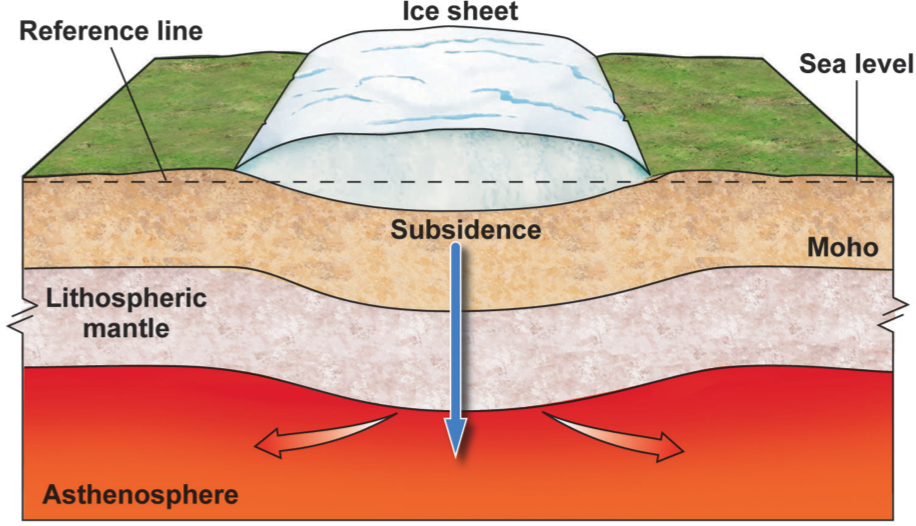 Ice sheet
Reference line
Sea level
Subsidence
Moho
Lithospheric
mantle
Asthenosphere